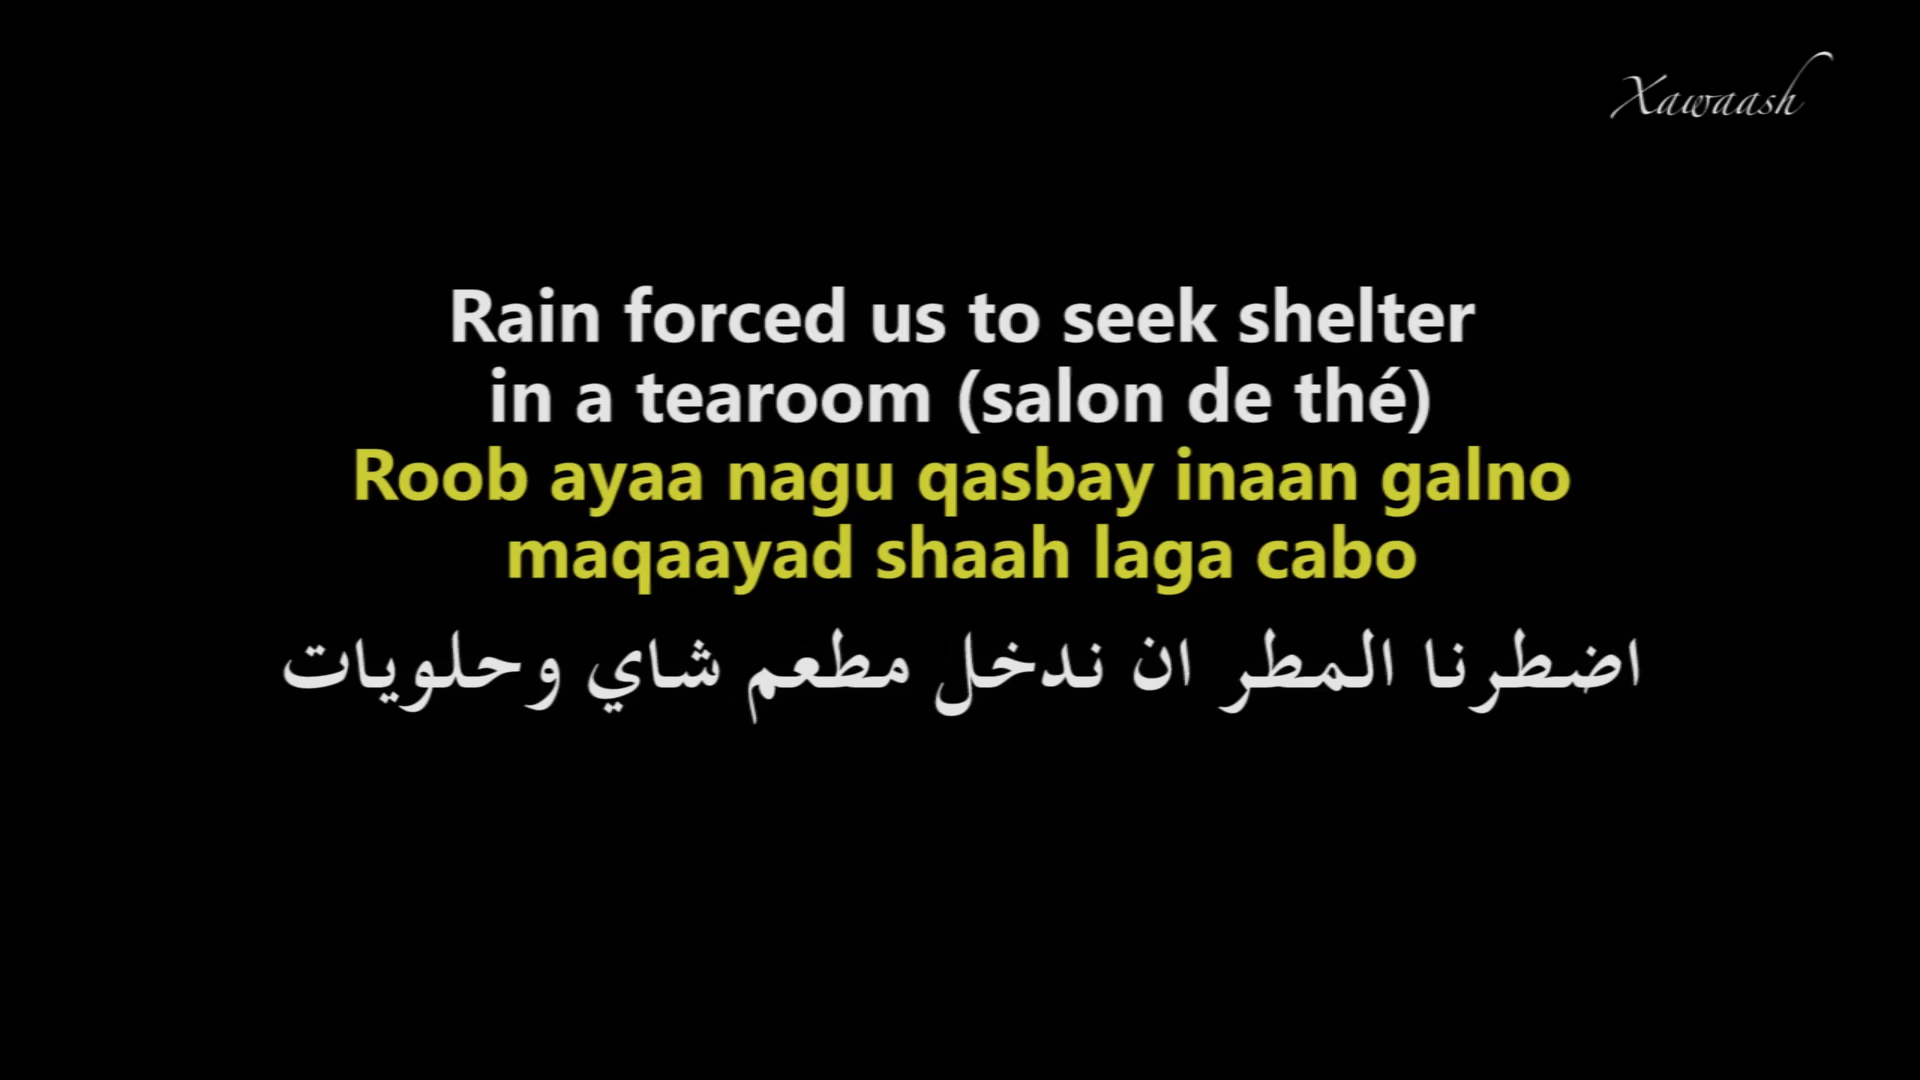 Xawaash
Rain forced us to seek shelter
in a tearoom (salon de thé)
Roob ayaa nagu qasbay inaan galno
maqaayad shaah laga cabo
اضطرنا المطر ان ندخل مطعم شاي وحلويات